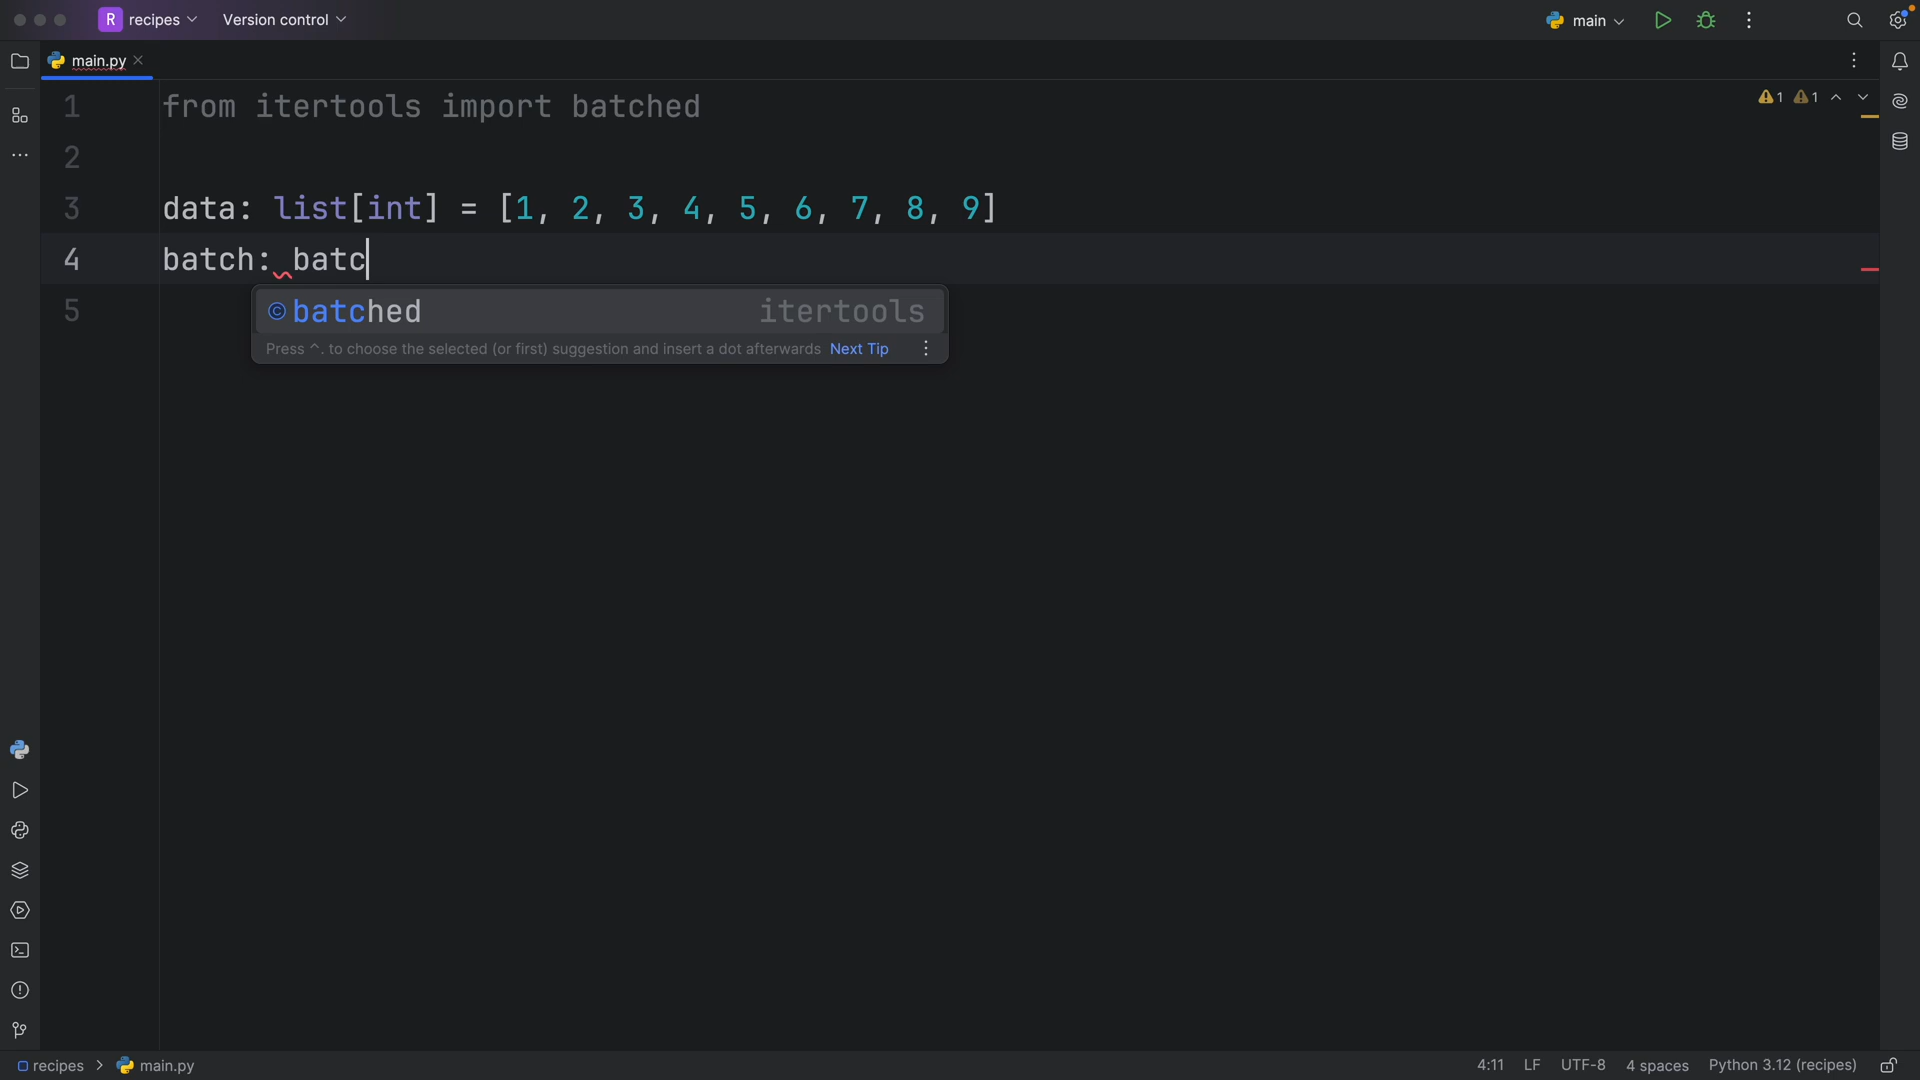 R recipes Version control main
main.py
1 from itertools import batched
1 1
2
3 data: list[int] = [1, 2, 3, 4, 5, 6, 7, 8, 9]
4 batch: batc
batched itertools
5
Press ^. to choose the selected (or first) suggestion and insert a dot afterwards Next Tip
recipes > main.py 4:11 LF UTF-8 4 spaces Python 3.12 (recipes)